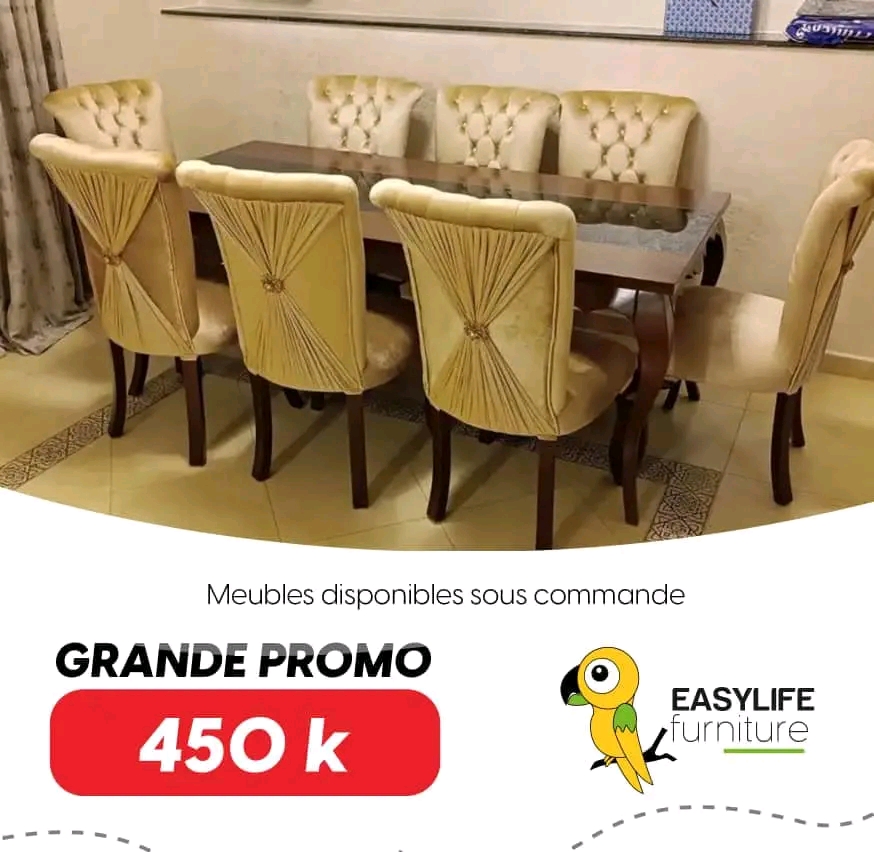 Meubles disponibles sous commande
GRANDE PROMO
450 k
EASYLIFE
furniture